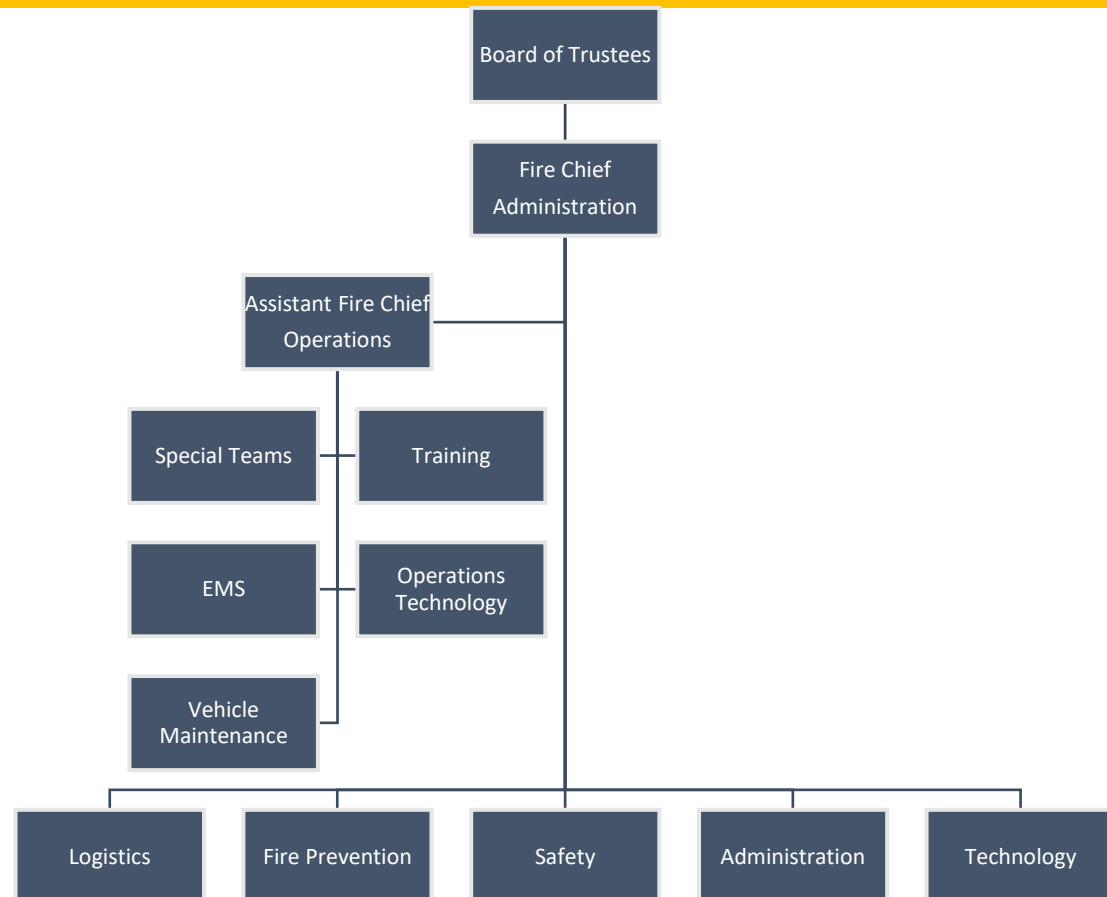 Board of Trustees
Fire Chief
Administration
Assistant Fire Chief
Operations
Special Teams
Training
EMS
Operations
Technology
Vehicle
Maintenance
Logistics
Fire Prevention
Safety
Administration
Technology